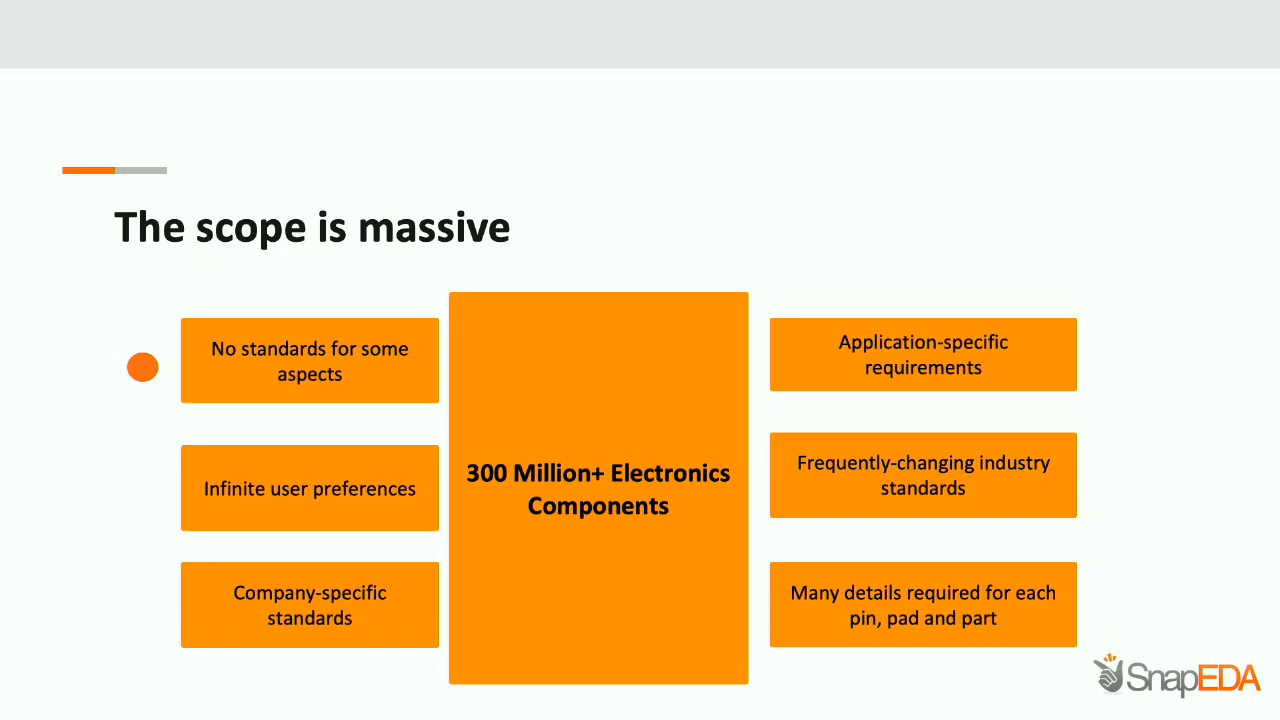 The scope is massive
No standards for some
aspects
Infinite user preferences
Company-specific
standards
300 Million+ Electronics
Components
Application-specific
requirements
Frequently-changing industry
standards
Many details required for each
pin, pad and part
SnapEDA